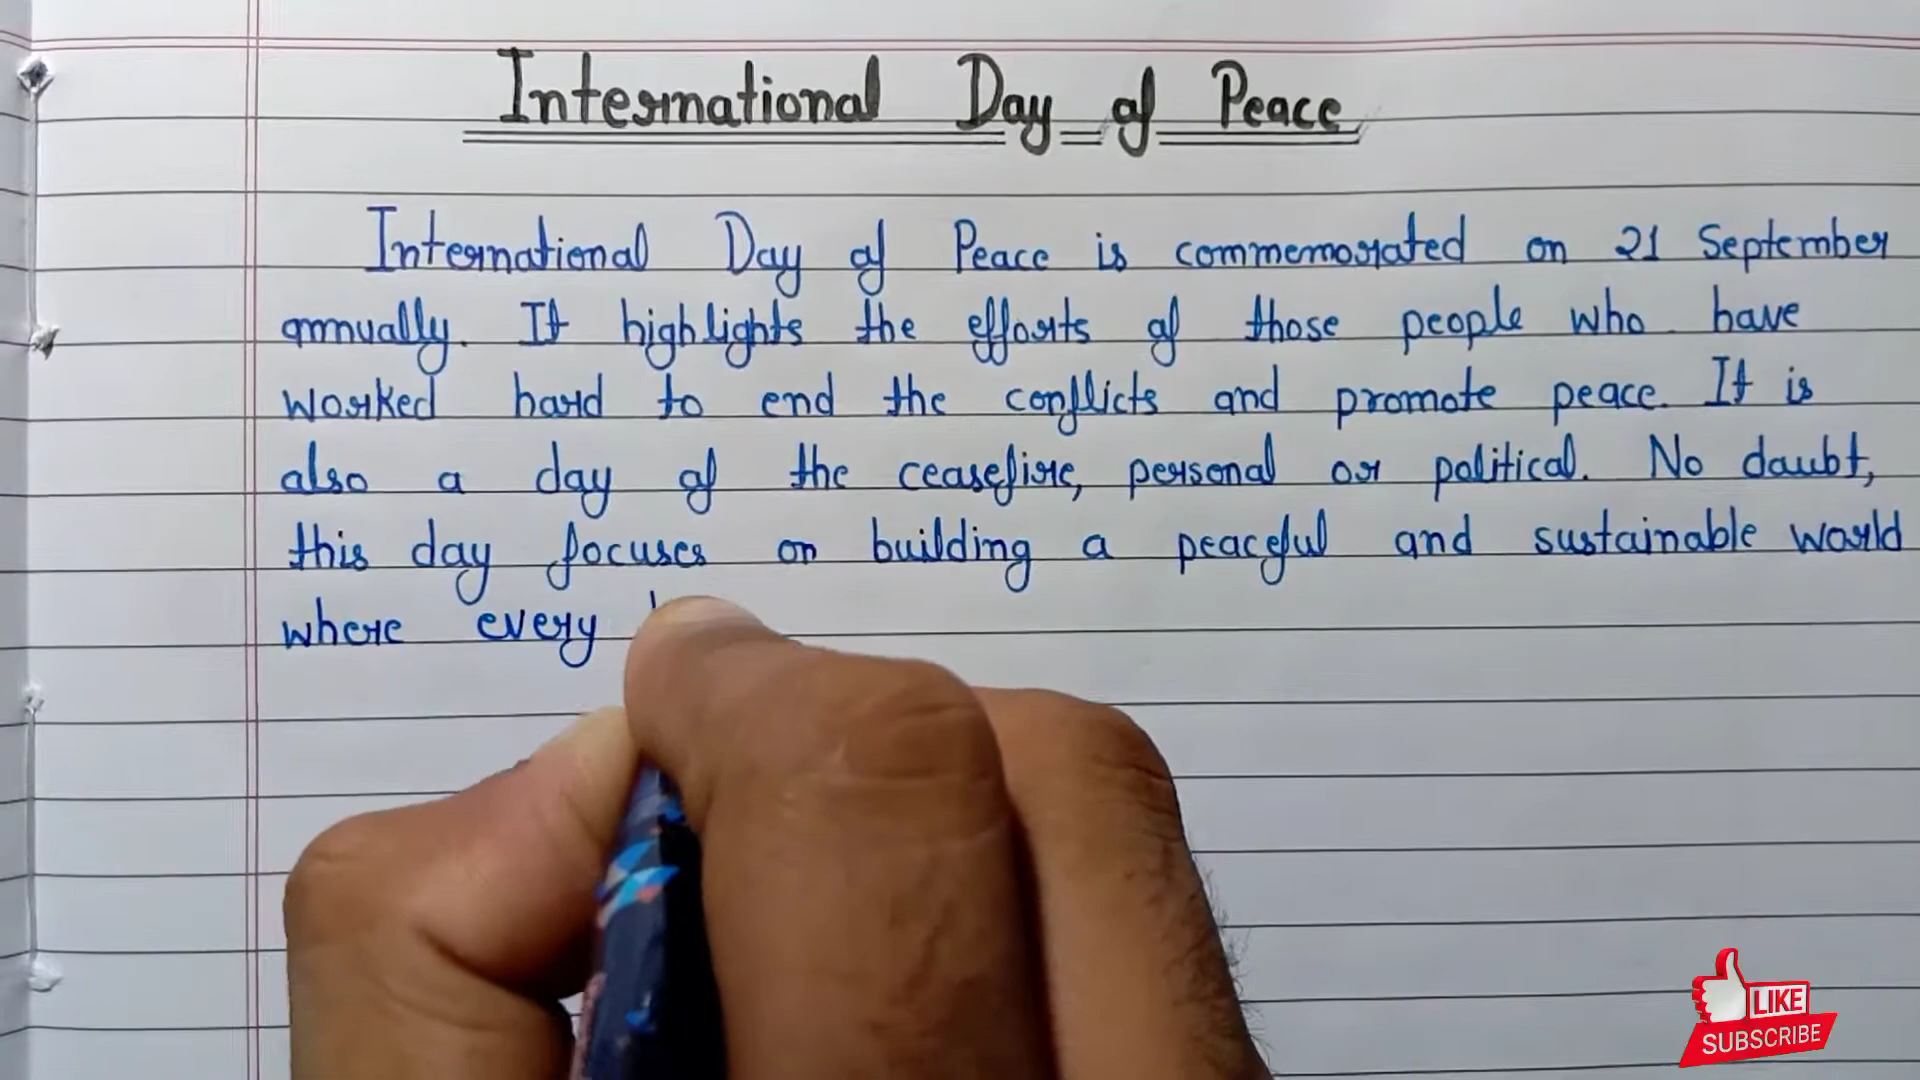 International Day of Peace
International Day of Peace is commemorated on 21 September
annually. It highlights the efforts of those people who have
worked hard to end the conflicts and promote peace. It is
also a day of the ceasefire, personal or political. No doubt,
this day focuses on building a peaceful and sustainable world
where every
LIKE
SUBSCRIBE